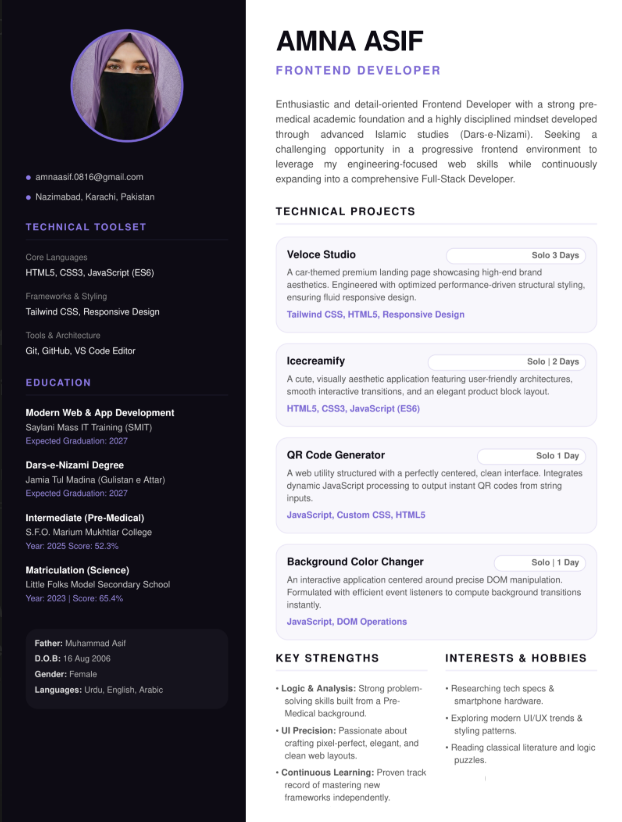 amnaasif.0816@gmail.com
Nazimabad, Karachi, Pakistan
TECHNICAL TOOLSET
Core Languages
HTML5, CSS3, JavaScript (ES6)
Frameworks & Styling
Tailwind CSS, Responsive Design
Tools & Architecture
Git, GitHub, VS Code Editor
EDUCATION
Modern Web & App Development
Saylani Mass IT Training (SMIT)
Expected Graduation: 2027
Dars-e-Nizami Degree
Jamia Tul Madina (Gulistan e Attar)
Expected Graduation: 2027
Intermediate (Pre-Medical)
S.F.O. Marium Mukhtiar College
Year: 2025 Score: 52.3%
Matriculation (Science)
Little Folks Model Secondary School
Year: 2023 | Score: 65.4%
Father: Muhammad Asif
D.O.B: 16 Aug 2006
Gender: Female
Languages: Urdu, English, Arabic
AMNA ASIF
FRONTEND DEVELOPER
Enthusiastic and detail-oriented Frontend Developer with a strong pre-
medical academic foundation and a highly disciplined mindset developed
through advanced Islamic studies (Dars-e-Nizami). Seeking a
challenging opportunity in a progressive frontend environment to
leverage my engineering-focused web skills while continuously
expanding into a comprehensive Full-Stack Developer.
TECHNICAL PROJECTS
Veloce Studio Solo 3 Days
A car-themed premium landing page showcasing high-end brand
aesthetics. Engineered with optimized performance-driven structural styling,
ensuring fluid responsive design.
Tailwind CSS, HTML5, Responsive Design
Icecreamify Solo | 2 Days
A cute, visually aesthetic application featuring user-friendly architectures,
smooth interactive transitions, and an elegant product block layout.
HTML5, CSS3, JavaScript (ES6)
QR Code Generator Solo 1 Day
A web utility structured with a perfectly centered, clean interface. Integrates
dynamic JavaScript processing to output instant QR codes from string
inputs.
JavaScript, Custom CSS, HTML5
Background Color Changer Solo | 1 Day
An interactive application centered around precise DOM manipulation.
Formulated with efficient event listeners to compute background transitions
instantly.
JavaScript, DOM Operations
KEY STRENGTHS
• Logic & Analysis: Strong problem-
solving skills built from a Pre-
Medical background.
• UI Precision: Passionate about
crafting pixel-perfect, elegant, and
clean web layouts.
• Continuous Learning: Proven track
record of mastering new
frameworks independently.
INTERESTS & HOBBIES
• Researching tech specs &
smartphone hardware.
• Exploring modern UI/UX trends &
styling patterns.
• Reading classical literature and logic
puzzles.